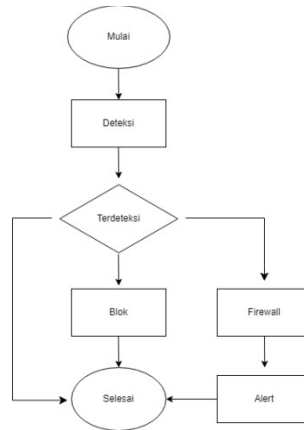 Mulai
Deteksi
Terdeteksi
Blok
Firewall
Selesai
Alert